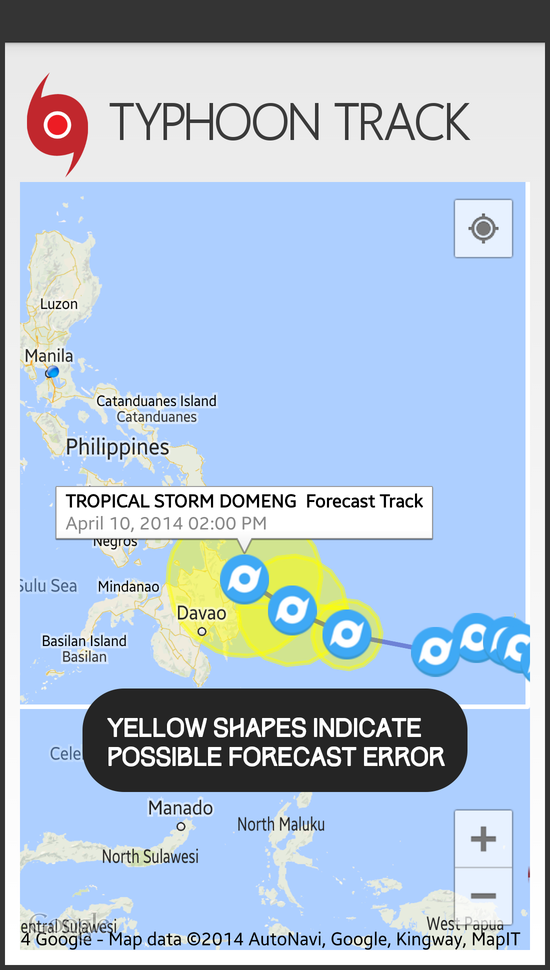 TYPHOON TRACK
Luzon
Manila
Catanduanes Island
Catanduanes
Philippines
TROPICAL STORM DOMENG Forecast Track
April 10, 2014 02:00 PM
Negros
Sulu Sea
Mindanao
Davao
Basilan Island
Basilan
YELLOW SHAPES INDICATE
POSSIBLE FORECAST ERROR
Cele
Manado
North Maluku
North Sulawesi
Google
entral Sulawesi
West Papua
4 Google - Map data ©2014 AutoNavi, Google, Kingway, MapIT